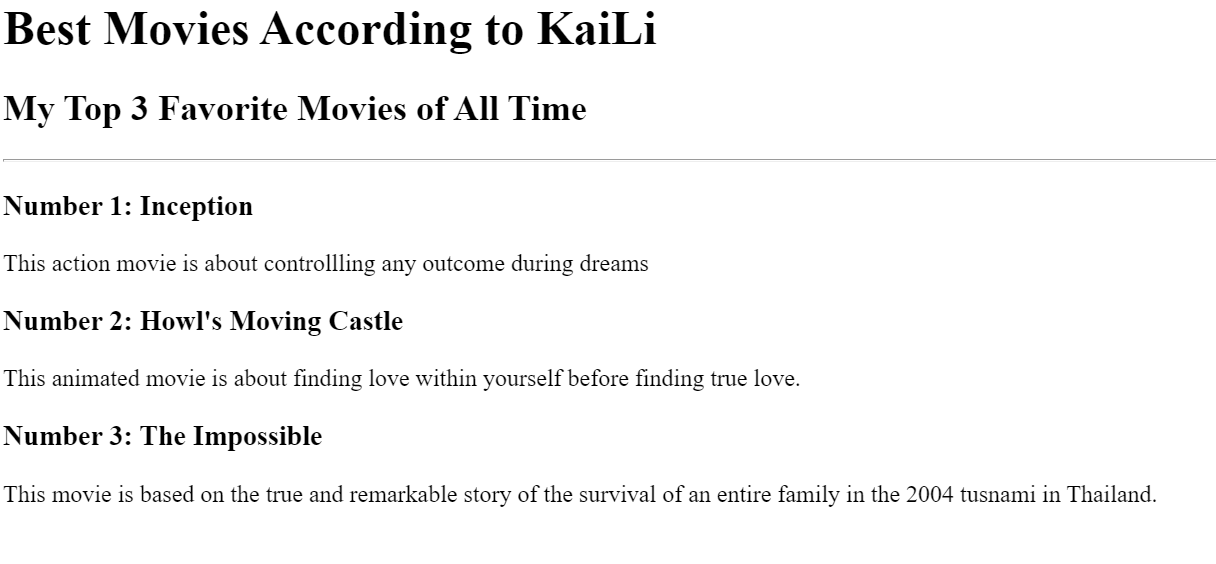 Best Movies According to KaiLi
My Top 3 Favorite Movies of All Time
Number 1: Inception
This action movie is about controllling any outcome during dreams
Number 2: Howl's Moving Castle
This animated movie is about finding love within yourself before finding true love.
Number 3: The Impossible
This movie is based on the true and remarkable story of the survival of an entire family in the 2004 tusnami in Thailand.